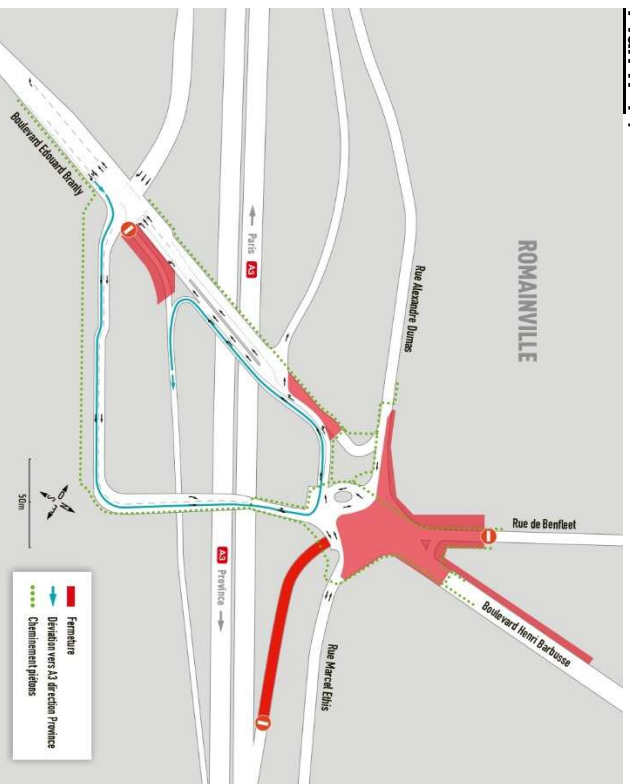 ROMAINVILLE
Rue Alexandre Dumas
Boulevard Edouard Branly
Paris A3
A3 Province
Rue de Benfleet
Boulevard Henri Barbusse
Rue Marcel Ethis
N
E
S
O
50m
Fermeture
Déviation vers A3 direction Province
Cheminement piétons